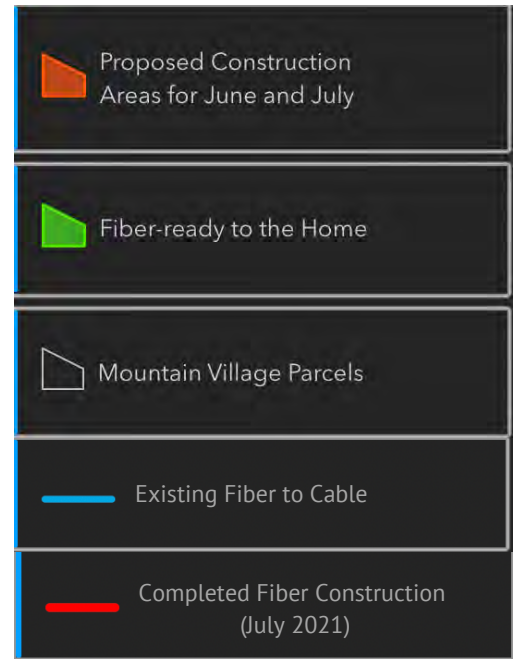 Proposed Construction
Areas for June and July
Fiber-ready to the Home
Mountain Village Parcels
Existing Fiber to Cable
Completed Fiber Construction
(July 2021)